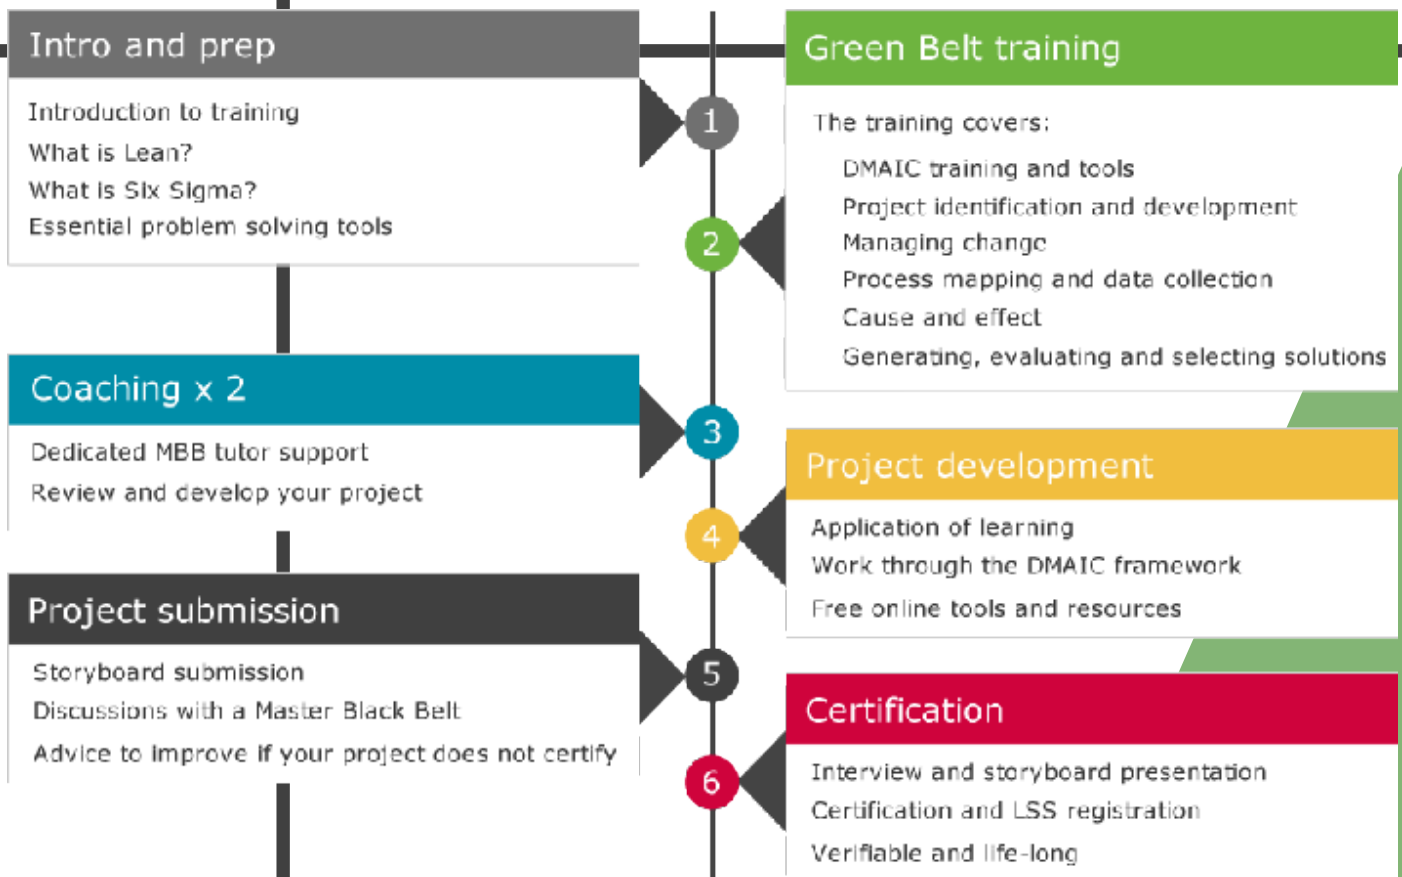 Intro and prep
Introduction to training
What is Lean?
What is Six Sigma?
Essential problem solving tools
1
Green Belt training
The training covers:
DMAIC training and tools
Project identification and development
Managing change
Process mapping and data collection
Cause and effect
Generating, evaluating and selecting solutions
2
Coaching x 2
Dedicated MBB tutor support
Review and develop your project
3
Project development
Application of learning
Work through the DMAIC framework
Free online tools and resources
4
Project submission
Storyboard submission
Discussions with a Master Black Belt
Advice to improve if your project does not certify
5
Certification
Interview and storyboard presentation
Certification and LSS registration
Verifiable and life-long
6